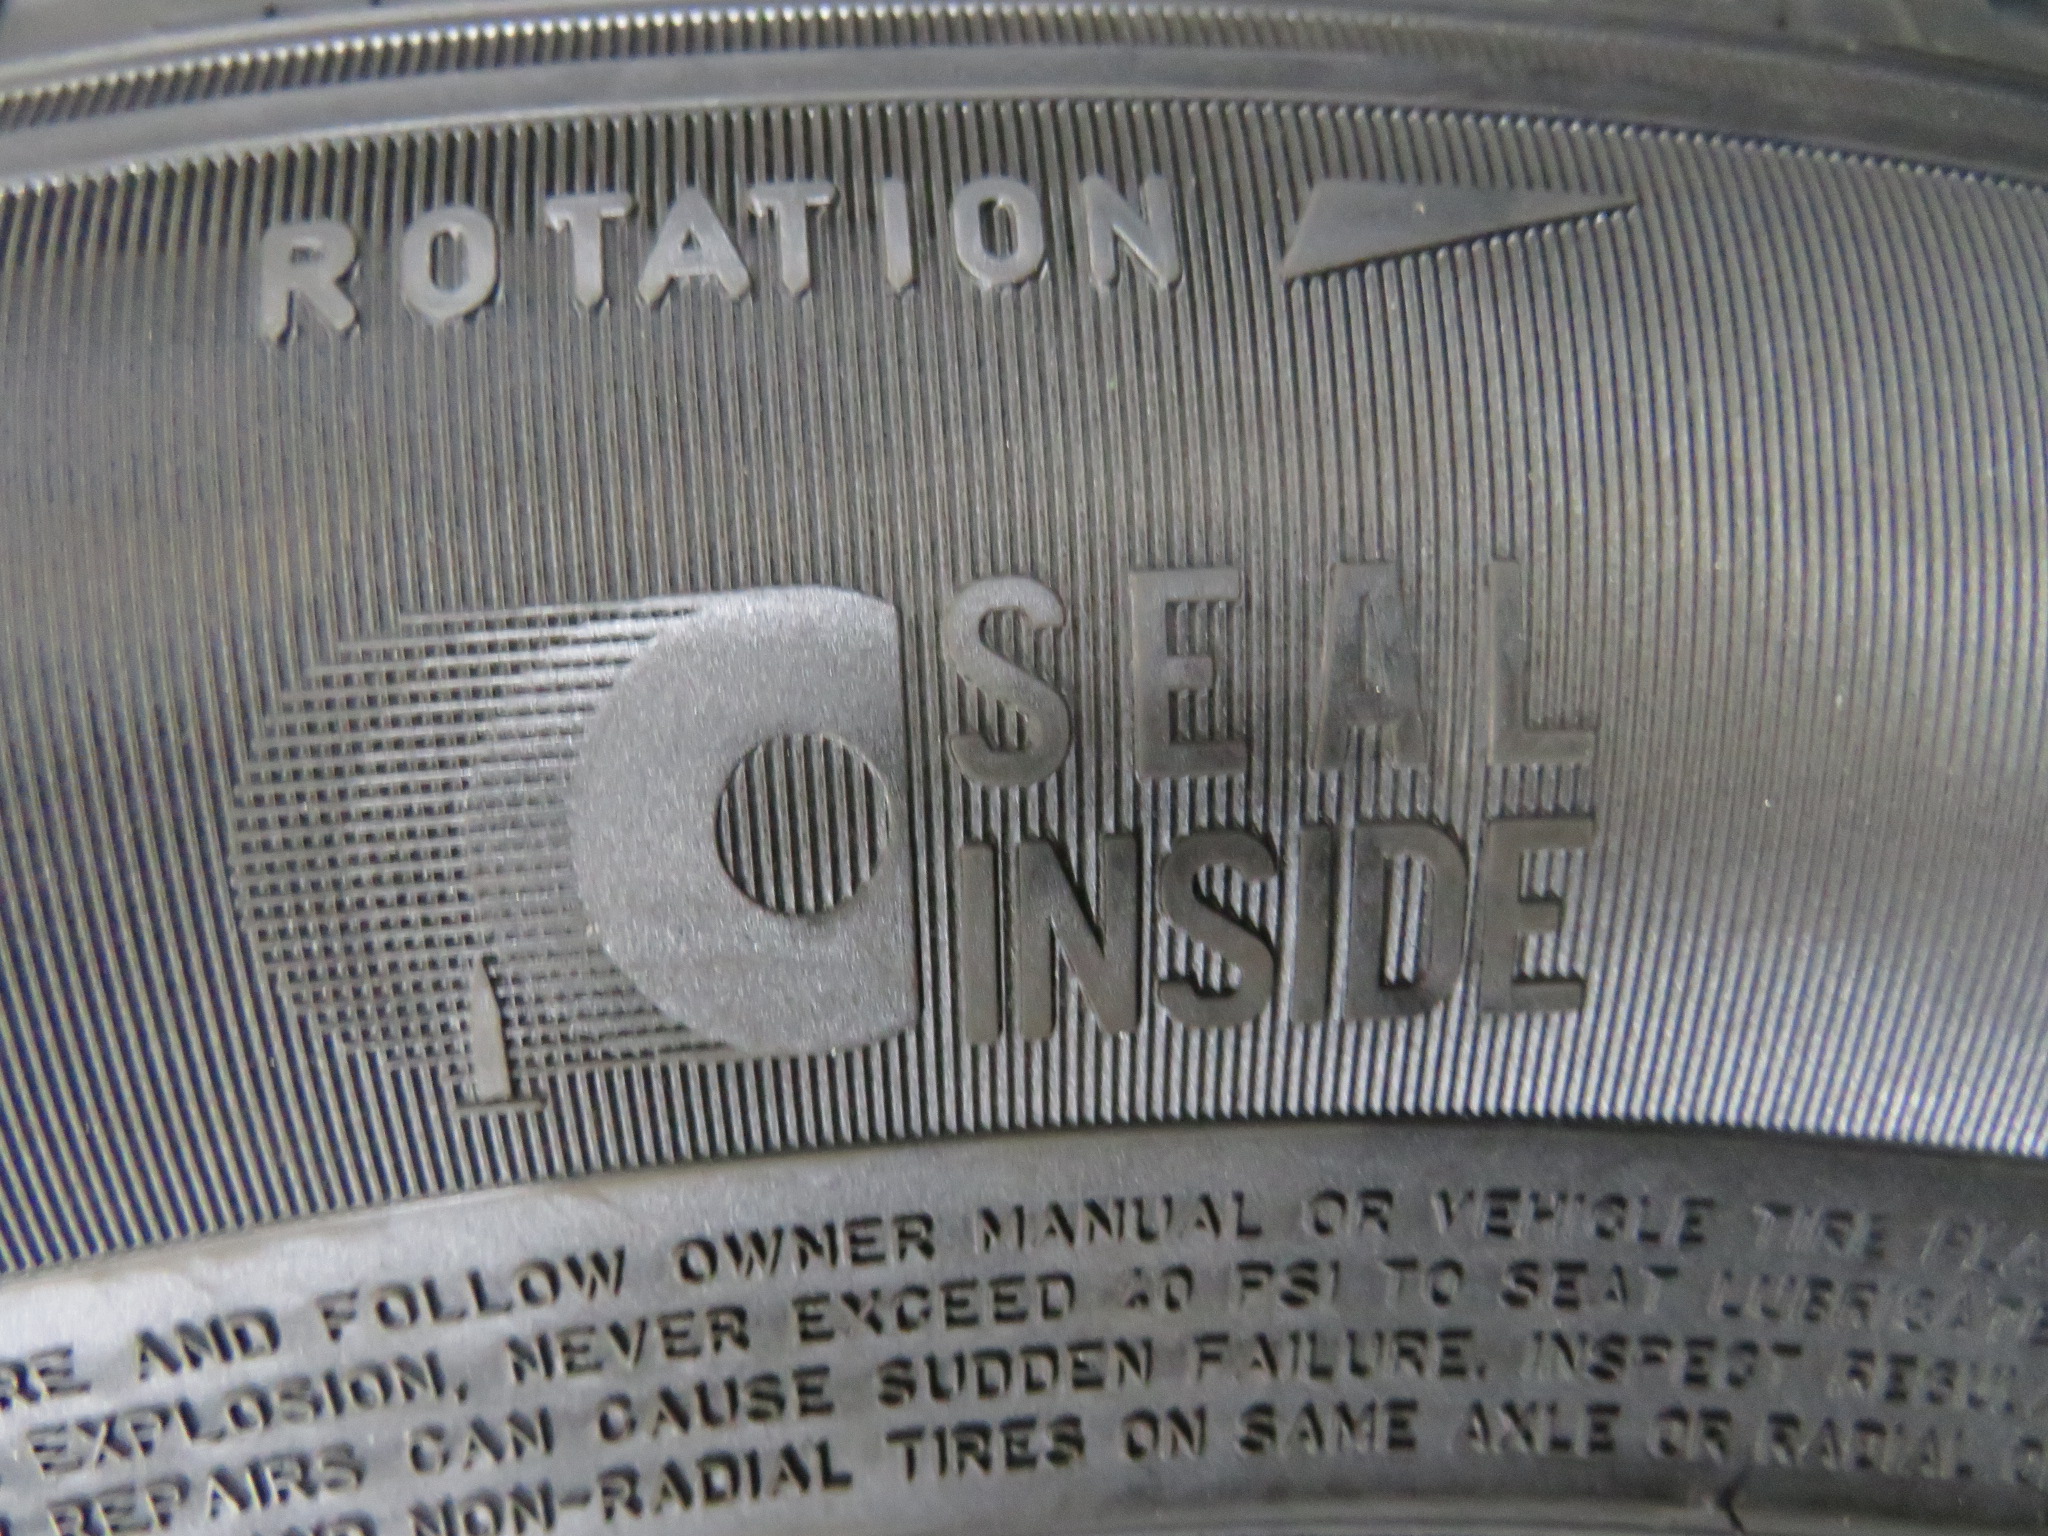 ROTATION
SEAL
INSIDE
AND FOLLOW OWNER MANUAL OR VEHICLE TIRE
EXPLOSION, NEVER EXCEED 40 PSI TO SEAT
REPAIRS CAN CAUSE SUDDEN FAILURE. INSPECT
NON-RADIAL TIRES ON SAME AXLE OR RADIAL